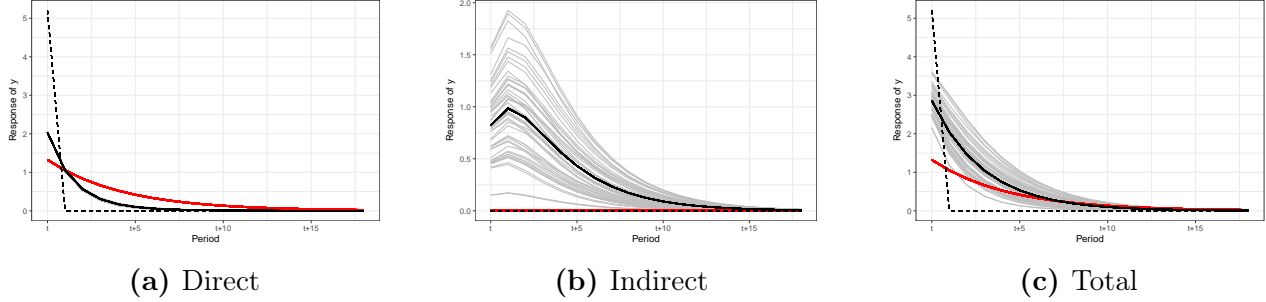 Response of y
5
4
3
2
1
0
t
t+5
t+10
t+15
Period
(a) Direct
Response of y
2.0
1.5
1.0
0.5
0.0
t
t+5
t+10
t+15
Period
(b) Indirect
Response of y
5
4
3
2
1
0
t
t+5
t+10
t+15
Period
(c) Total